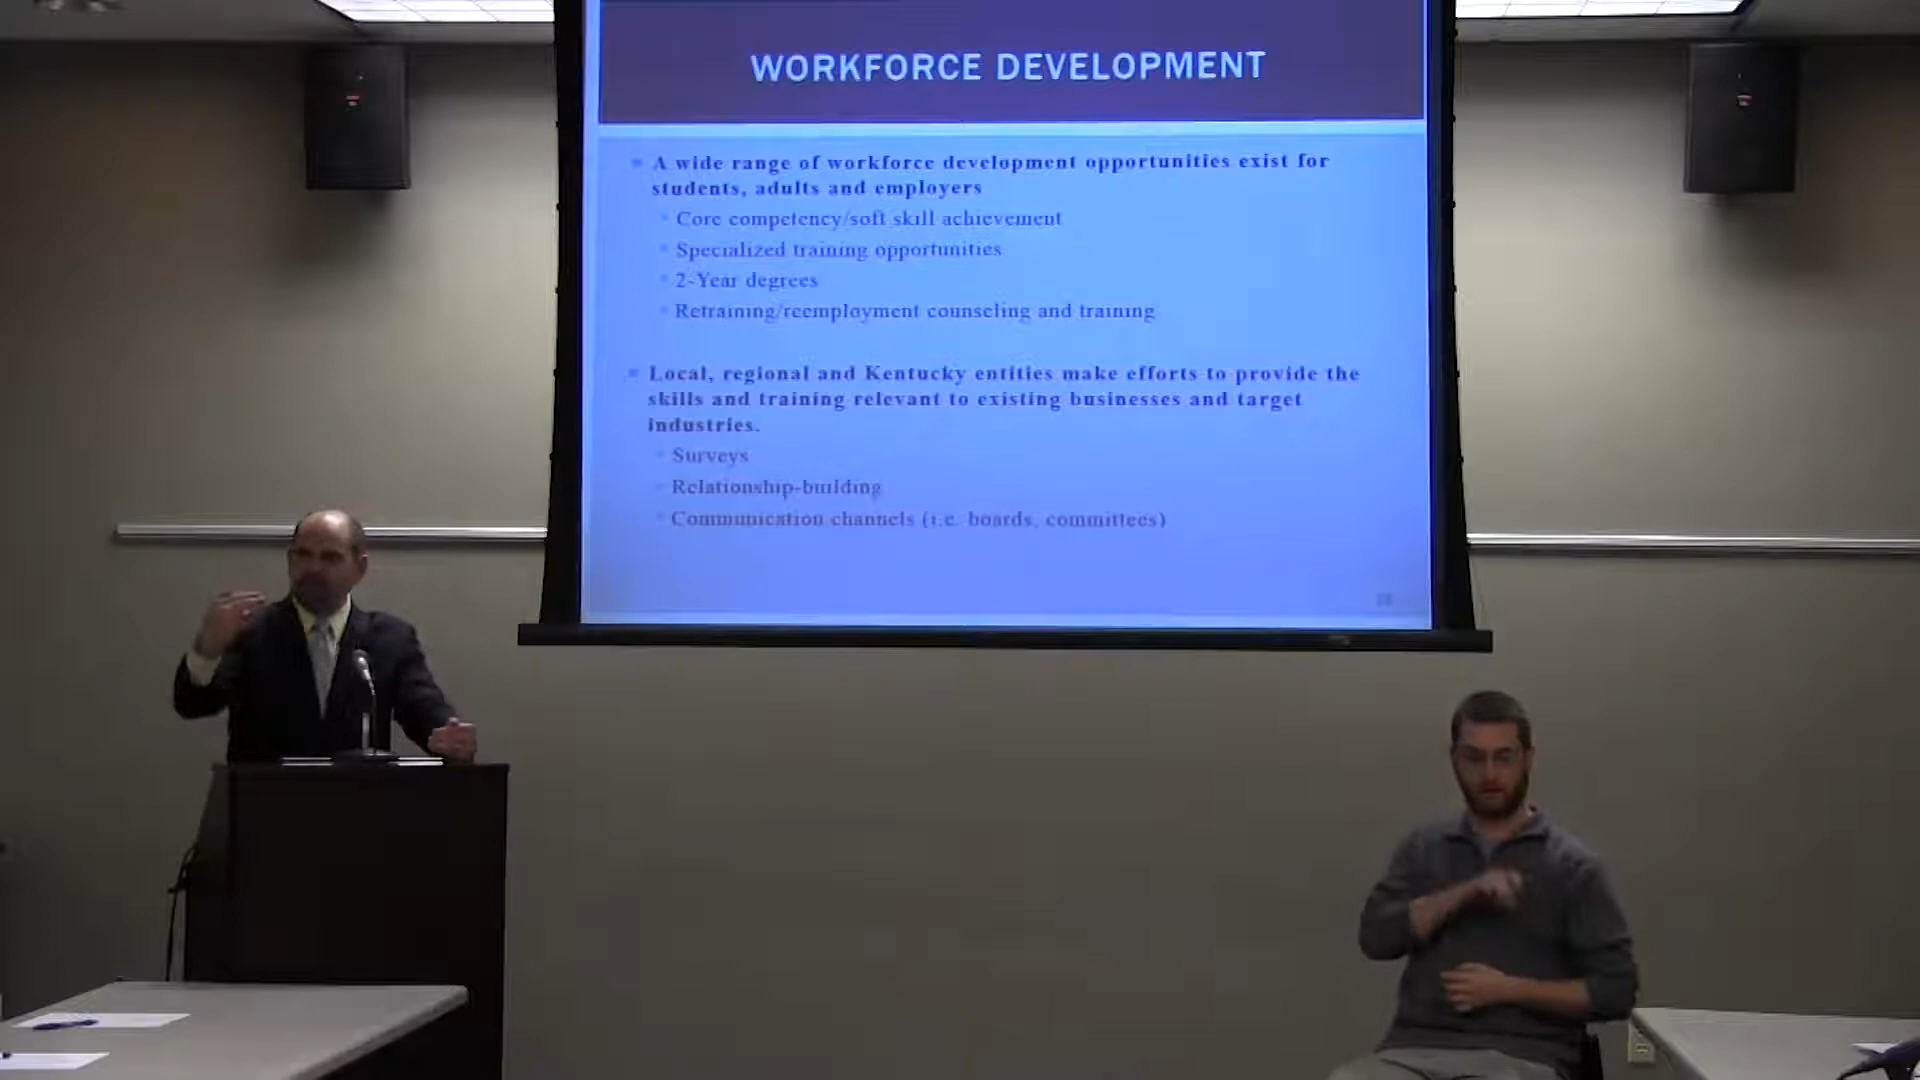 WORKFORCE DEVELOPMENT
A wide range of workforce development opportunities exist for
students, adults and employers
Core competency/soft skill achievement
Specialized training opportunities
2-Year degrees
Retraining/reemployment counseling and training
Local, regional and Kentucky entities make efforts to provide the
skills and training relevant to existing businesses and target
industries.
Surveys
Relationship-building
Communication channels (i.e. boards, committees)